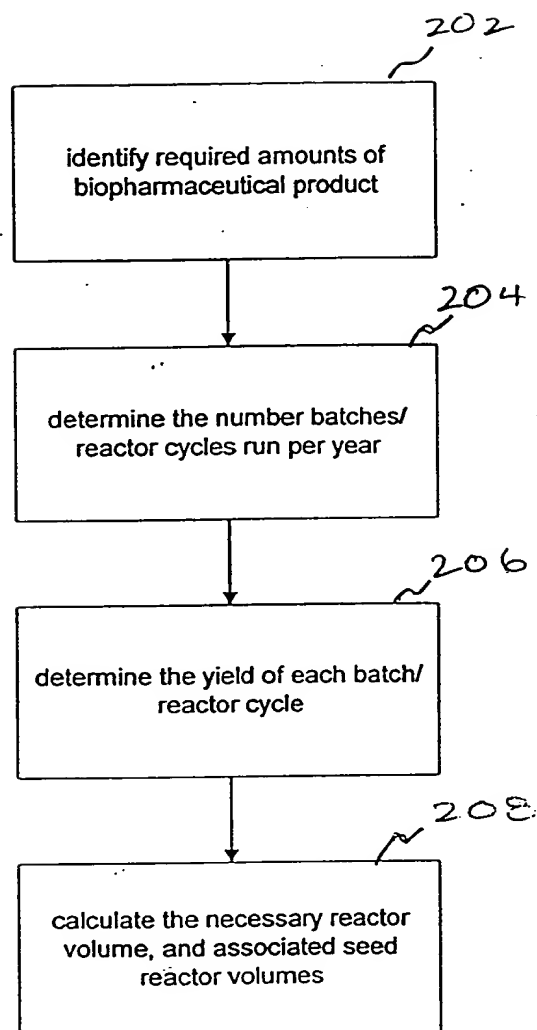 202
identify required amounts of
biopharmaceutical product
204
determine the number batches/
reactor cycles run per year
206
determine the yield of each batch/
reactor cycle
208
calculate the necessary reactor
volume, and associated seed
reactor volumes